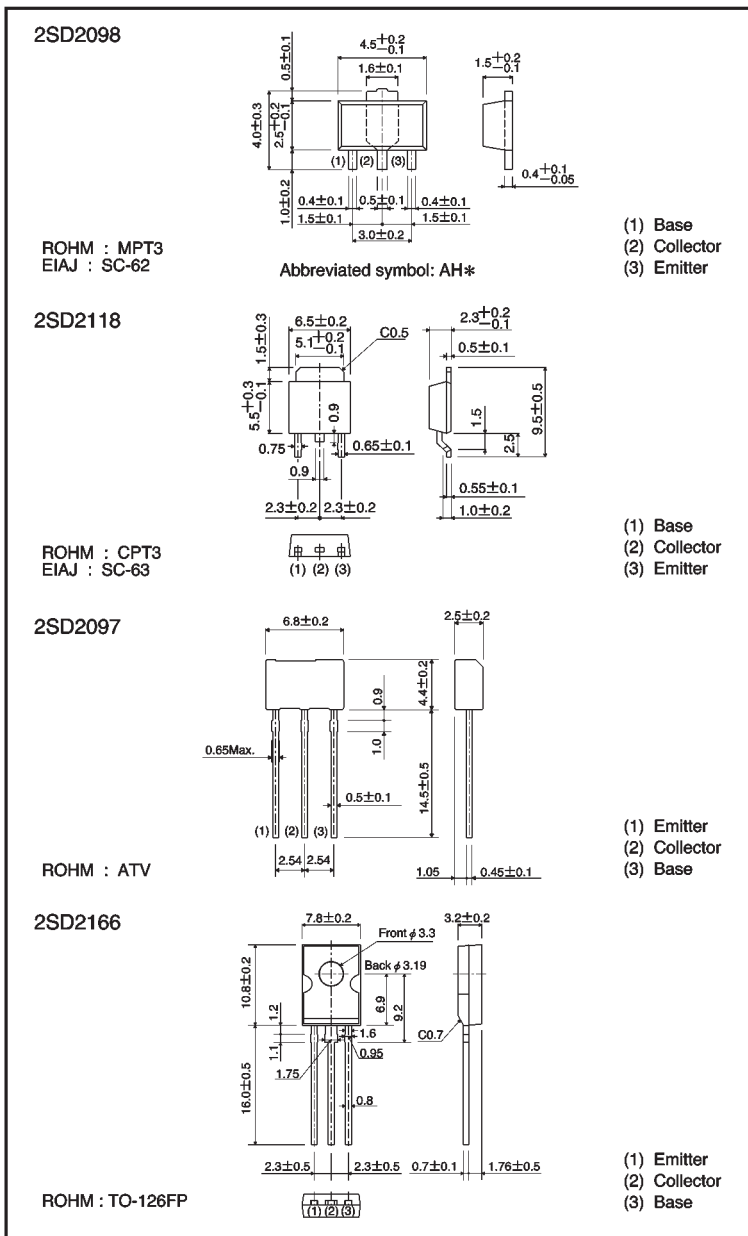 2SD2098
4.5+0.2−0.1
1.6±0.1
1.5+0.2−0.1
0.5±0.1
4.0±0.3
2.5+0.2−0.1
1.0±0.2
(1) (2) (3)
0.4+0.1−0.05
0.4±0.1 0.5±0.1 0.4±0.1
1.5±0.1 1.5±0.1
3.0±0.2
ROHM : MPT3
EIAJ : SC-62
Abbreviated symbol: AH*
(1) Base
(2) Collector
(3) Emitter
2SD2118
6.5±0.2
5.1+0.2−0.1
C0.5
2.3+0.2−0.1
0.5±0.1
1.5±0.3
5.5+0.3−0.1
0.9
0.75
0.65±0.1
0.9
2.3±0.2 2.3±0.2
1.5
2.5
9.5±0.5
0.55±0.1
1.0±0.2
(1) (2) (3)
ROHM : CPT3
EIAJ : SC-63
(1) Base
(2) Collector
(3) Emitter
2SD2097
6.8±0.2
2.5±0.2
4.4±0.2
0.9
1.0
14.5±0.5
0.65Max.
0.5±0.1
(1) (2) (3)
2.54 2.54
1.05 0.45±0.1
ROHM : ATV
(1) Emitter
(2) Collector
(3) Base
2SD2166
7.8±0.2
3.2±0.2
Front φ 3.3
Back φ 3.19
10.8±0.2
6.9
9.2
1.2
1.1
1.6
0.95
1.75
C0.7
16.0±0.5
0.8
2.3±0.5 2.3±0.5
0.7±0.1 1.76±0.5
(1) (2) (3)
ROHM : TO-126FP
(1) Emitter
(2) Collector
(3) Base